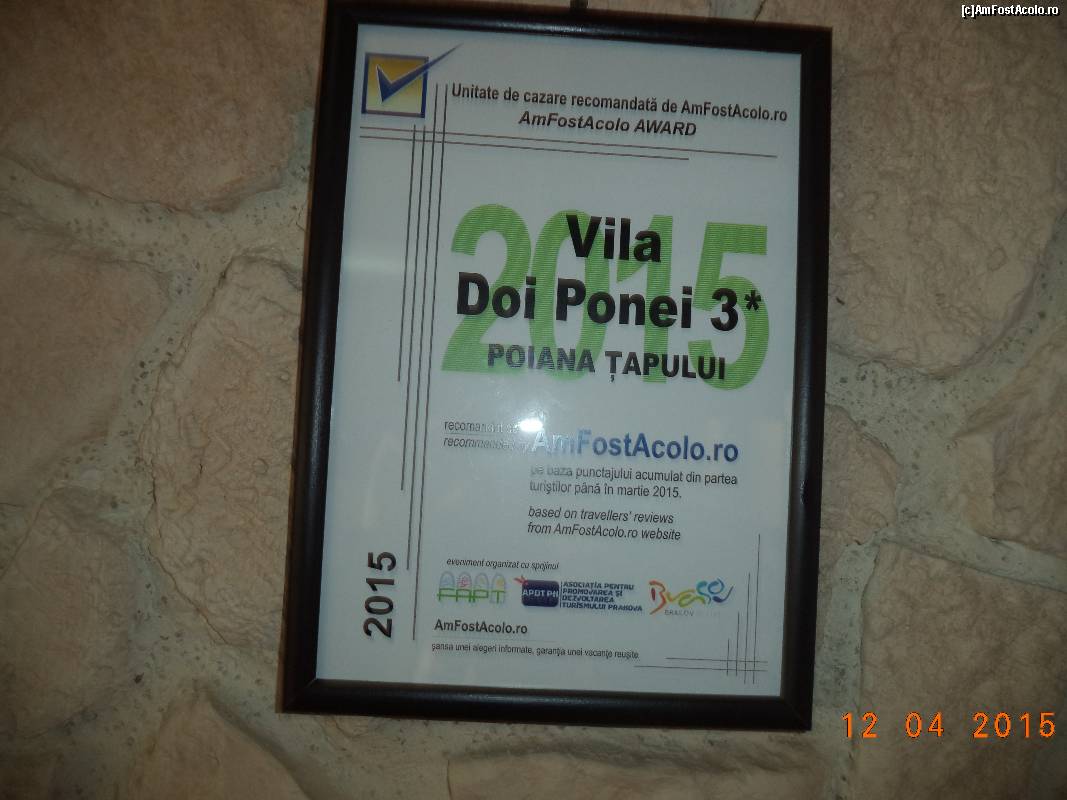 [c]AmFostAcolo.ro
Unitate de cazare recomandată de AmFostAcolo.ro
AmFostAcolo AWARD
2015
Vila
Doi Ponei 3*
POIANA ȚAPULUI
AmFostAcolo.ro
pe baza punctajului acumulat din partea
turiştilor până în martie 2015.
based on travellers' reviews
from AmFostAcolo.ro website
2015
eveniment organizat cu spijinul
FAPT
APDT PH
ASOCIAȚIA PENTRU
PROMOVAREA ȘI
DEZVOLTAREA
TURISMULUI PRAHOVA
BRAȘOV
AmFostAcolo.ro
șansa unei alegeri informate, garanția unei vacanțe reușite
12 04 2015